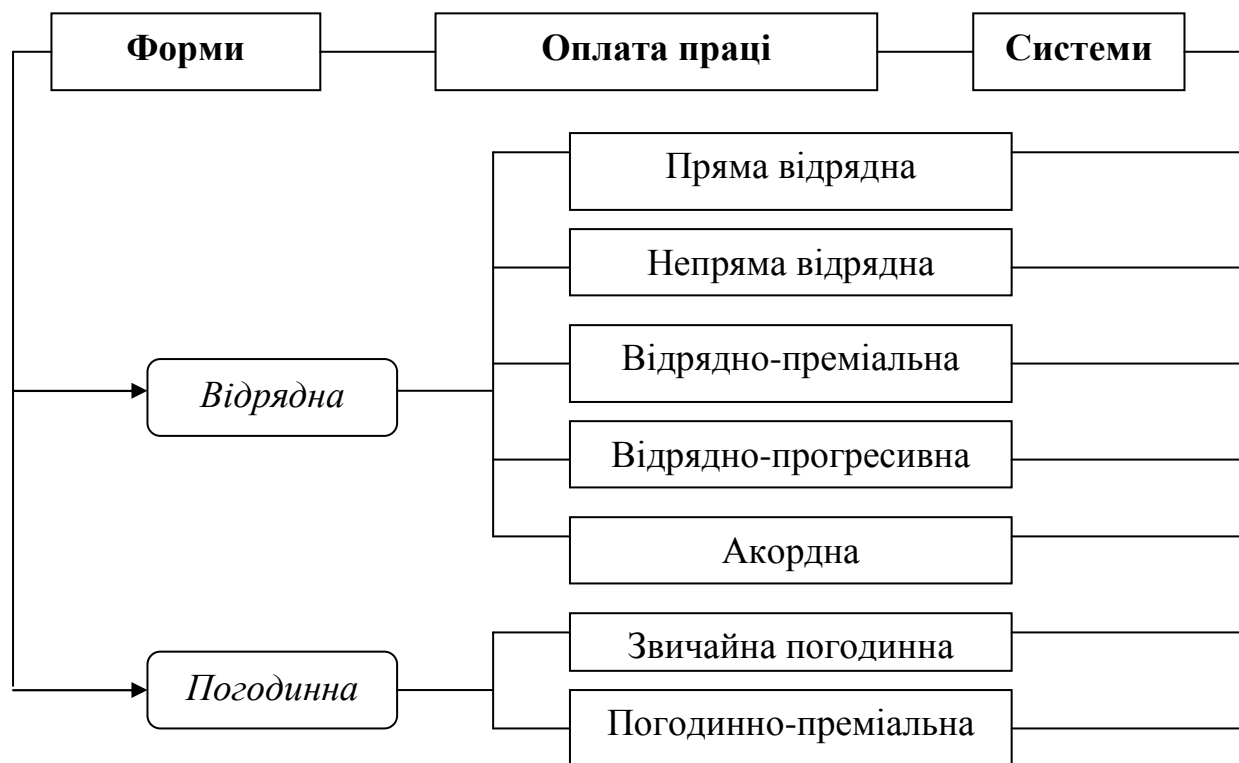 Форми
Оплата праці
Системи
Пряма відрядна
Непряма відрядна
Відрядно-преміальна
Відрядна
Відрядно-прогресивна
Акордна
Звичайна погодинна
Погодинна
Погодинно-преміальна